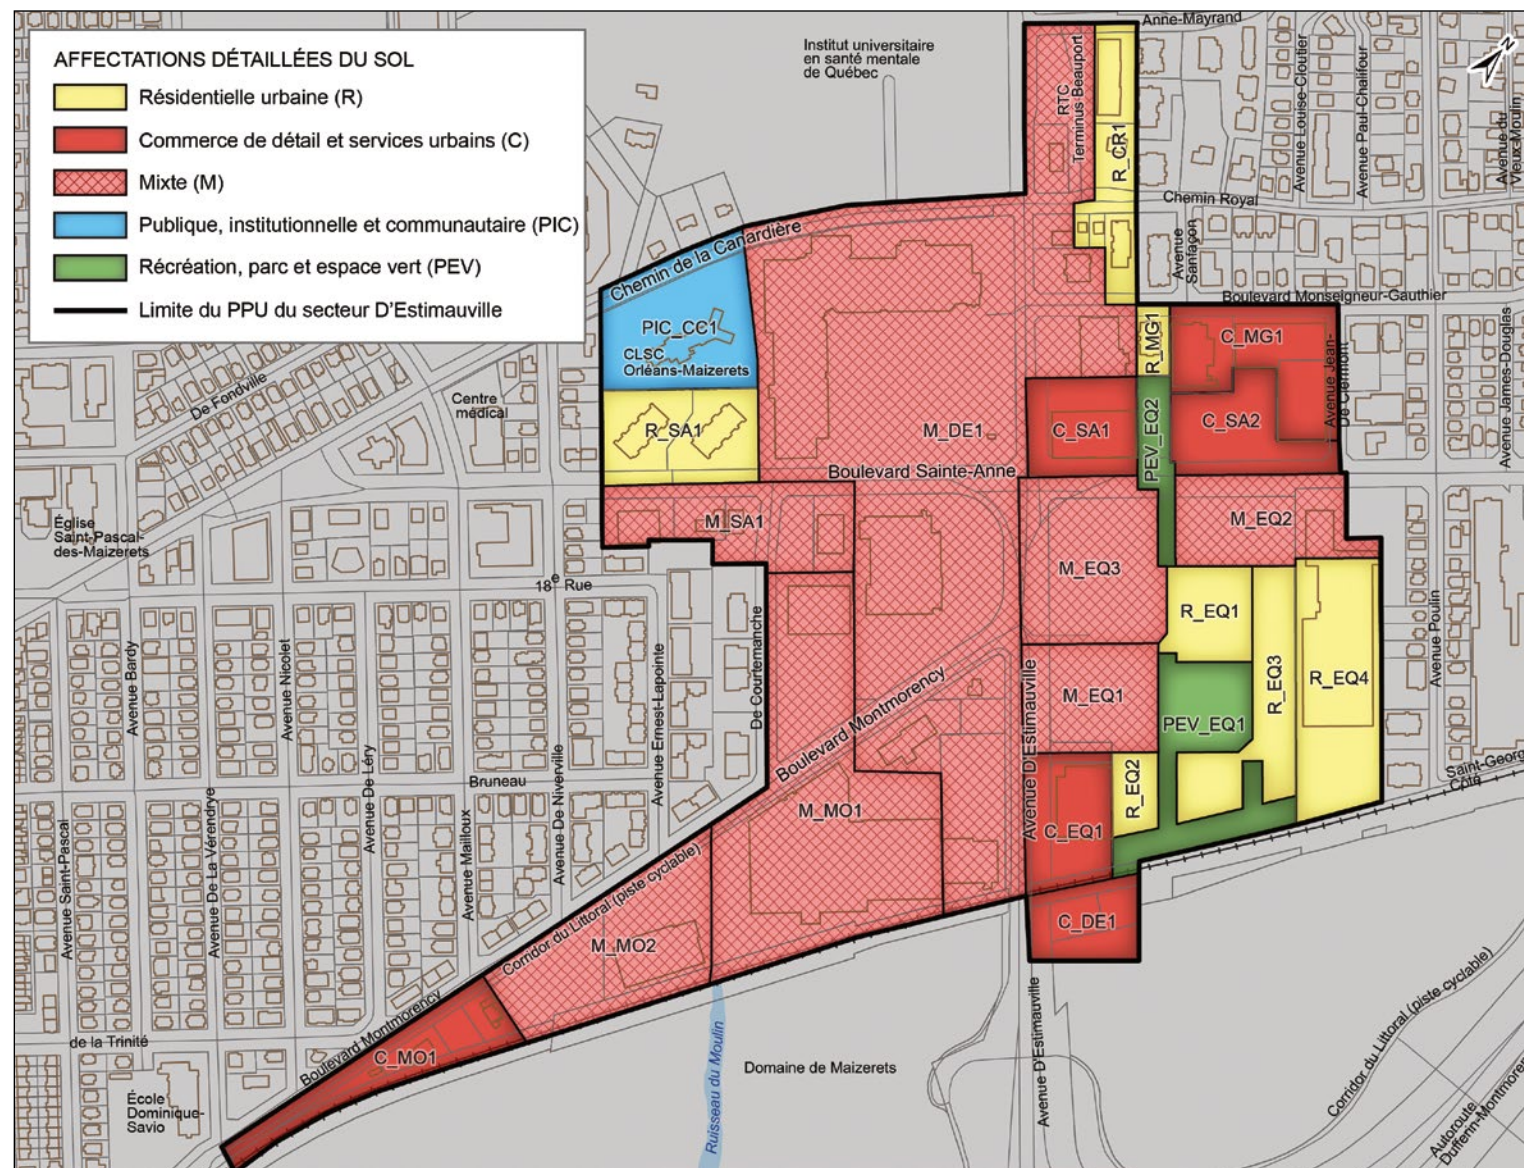 AFFECTATIONS DÉTAILLÉES DU SOL
Résidentielle urbaine (R)
Commerce de détail et services urbains (C)
Mixte (M)
Publique, institutionnelle et communautaire (PIC)
Récréation, parc et espace vert (PEV)
Limite du PPU du secteur D'Estimauville
Institut universitaire
en santé mentale
de Québec
Anne-Mayrand
N
RTC
Terminus Beauport
R_CR1
Avenue Louise-Cloutier
Avenue Paul-Chalifour
Avenue du
Vieux-Moulin
Chemin Royal
Avenue
Sanfaçon
Boulevard Monseigneur-Gauthier
Chemin de la Canardière
PIC_CC1
CLSC
Orléans-Maizerets
R_MG1
C_MG1
Avenue Jean-
De Clermont
Avenue James-Douglas
De Fondville
Centre
médical
R_SA1
M_DE1
C_SA1
PEV_EQ2
C_SA2
Boulevard Sainte-Anne
Église
Saint-Pascal-
des-Maizerets
M_SA1
M_EQ2
18e Rue
M_EQ3
R_EQ1
Avenue Bardy
Avenue Nicolet
Avenue De Léry
Avenue De Niverville
Avenue Ernest-Lapointe
De Courtemanche
Boulevard Montmorency
Avenue D'Estimauville
M_EQ1
PEV_EQ1
R_EQ3
R_EQ4
Avenue Poulin
Bruneau
Saint-Georg
Côté
R_EQ2
M_MO1
C_EQ1
Avenue Saint-Pascal
Avenue De La Vérendrye
Avenue Mailloux
Corridor du Littoral (piste cyclable)
M_MO2
C_DE1
Boulevard Montmorency
de la Trinité
C_MO1
École
Dominique-
Savio
Ruisseau du Moulin
Domaine de Maizerets
Avenue D'Estimauville
Corridor du Littoral (piste cyclable)
Autoroute
Dufferin-Montmoren